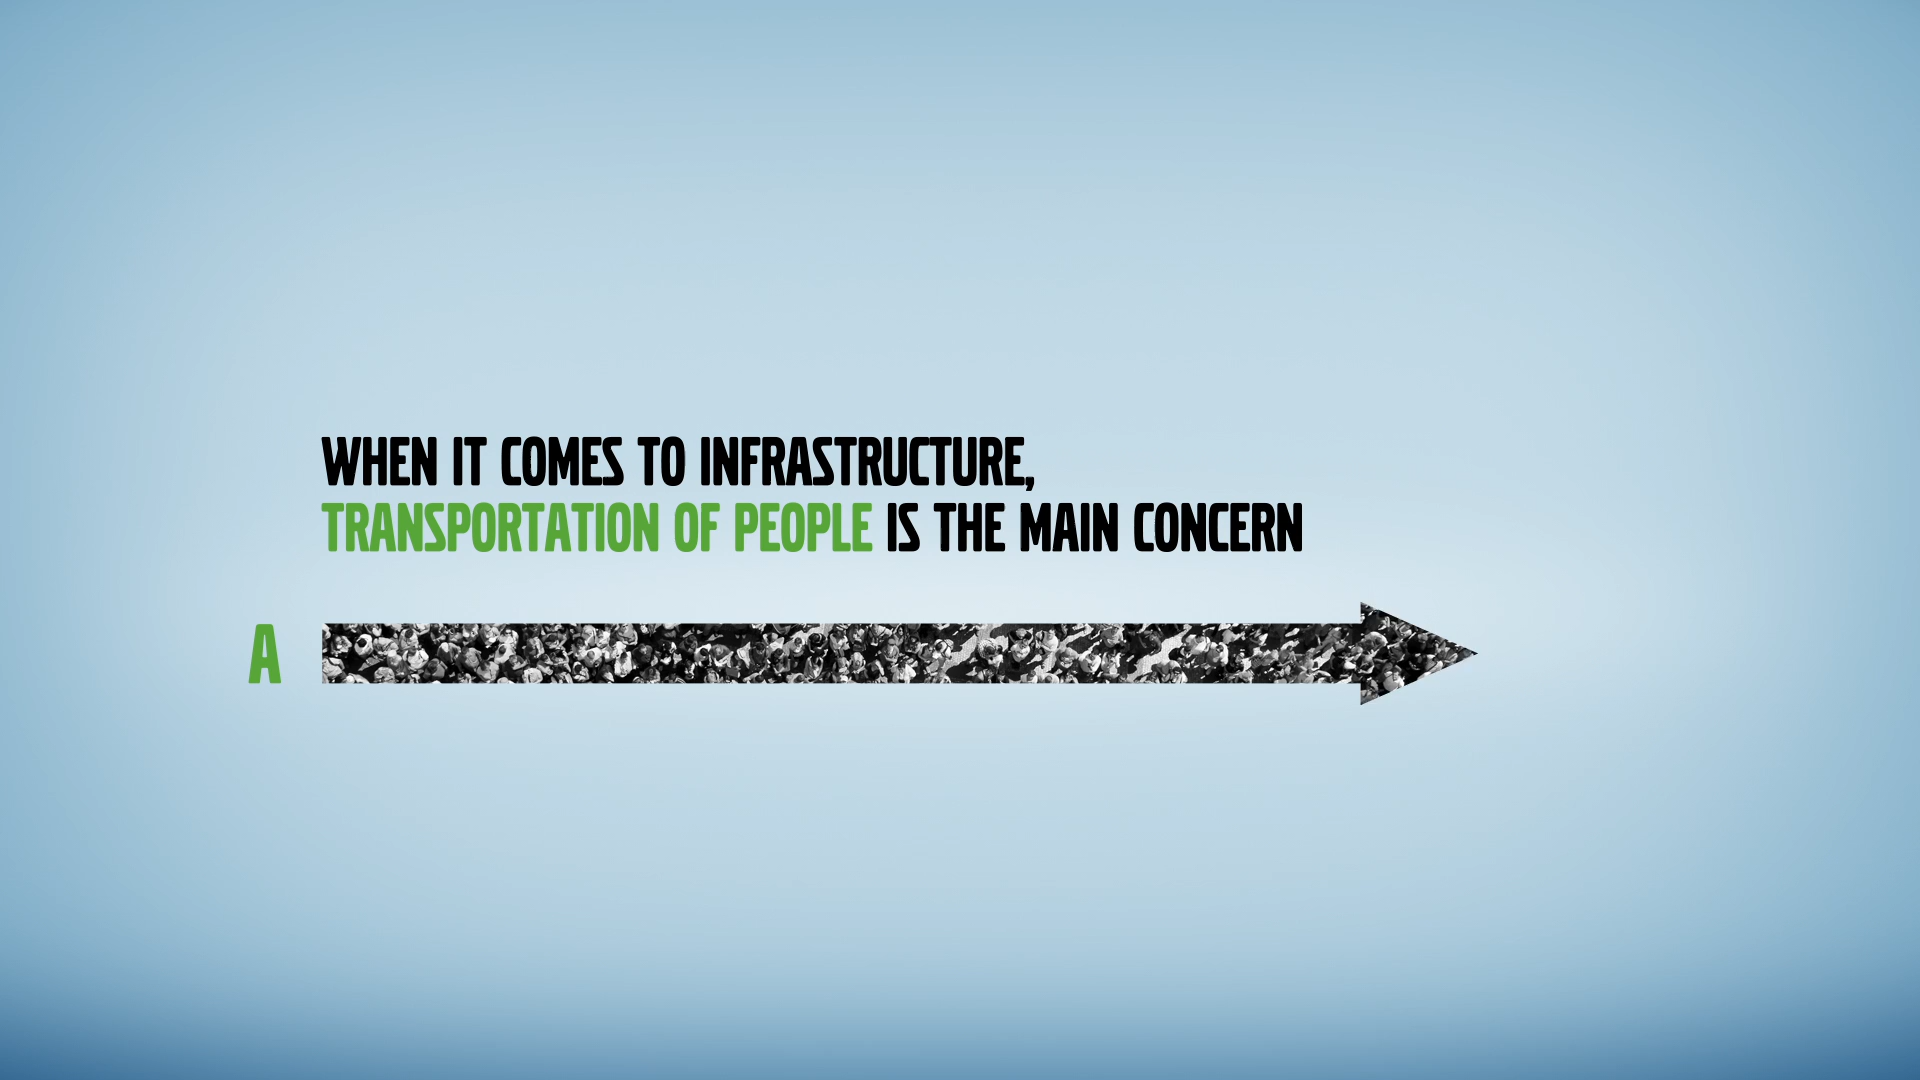 WHEN IT COMES TO INFRASTRUCTURE,
TRANSPORTATION OF PEOPLE IS THE MAIN CONCERN
A